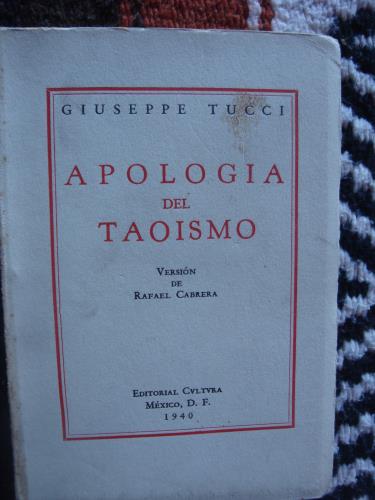 GIUSEPPE TUCCI
APOLOGIA
DEL
TAOISMO
VERSIÓN
DE
RAFAEL CABRERA
EDITORIAL CVLTVRA
MÉXICO, D. F.
1940